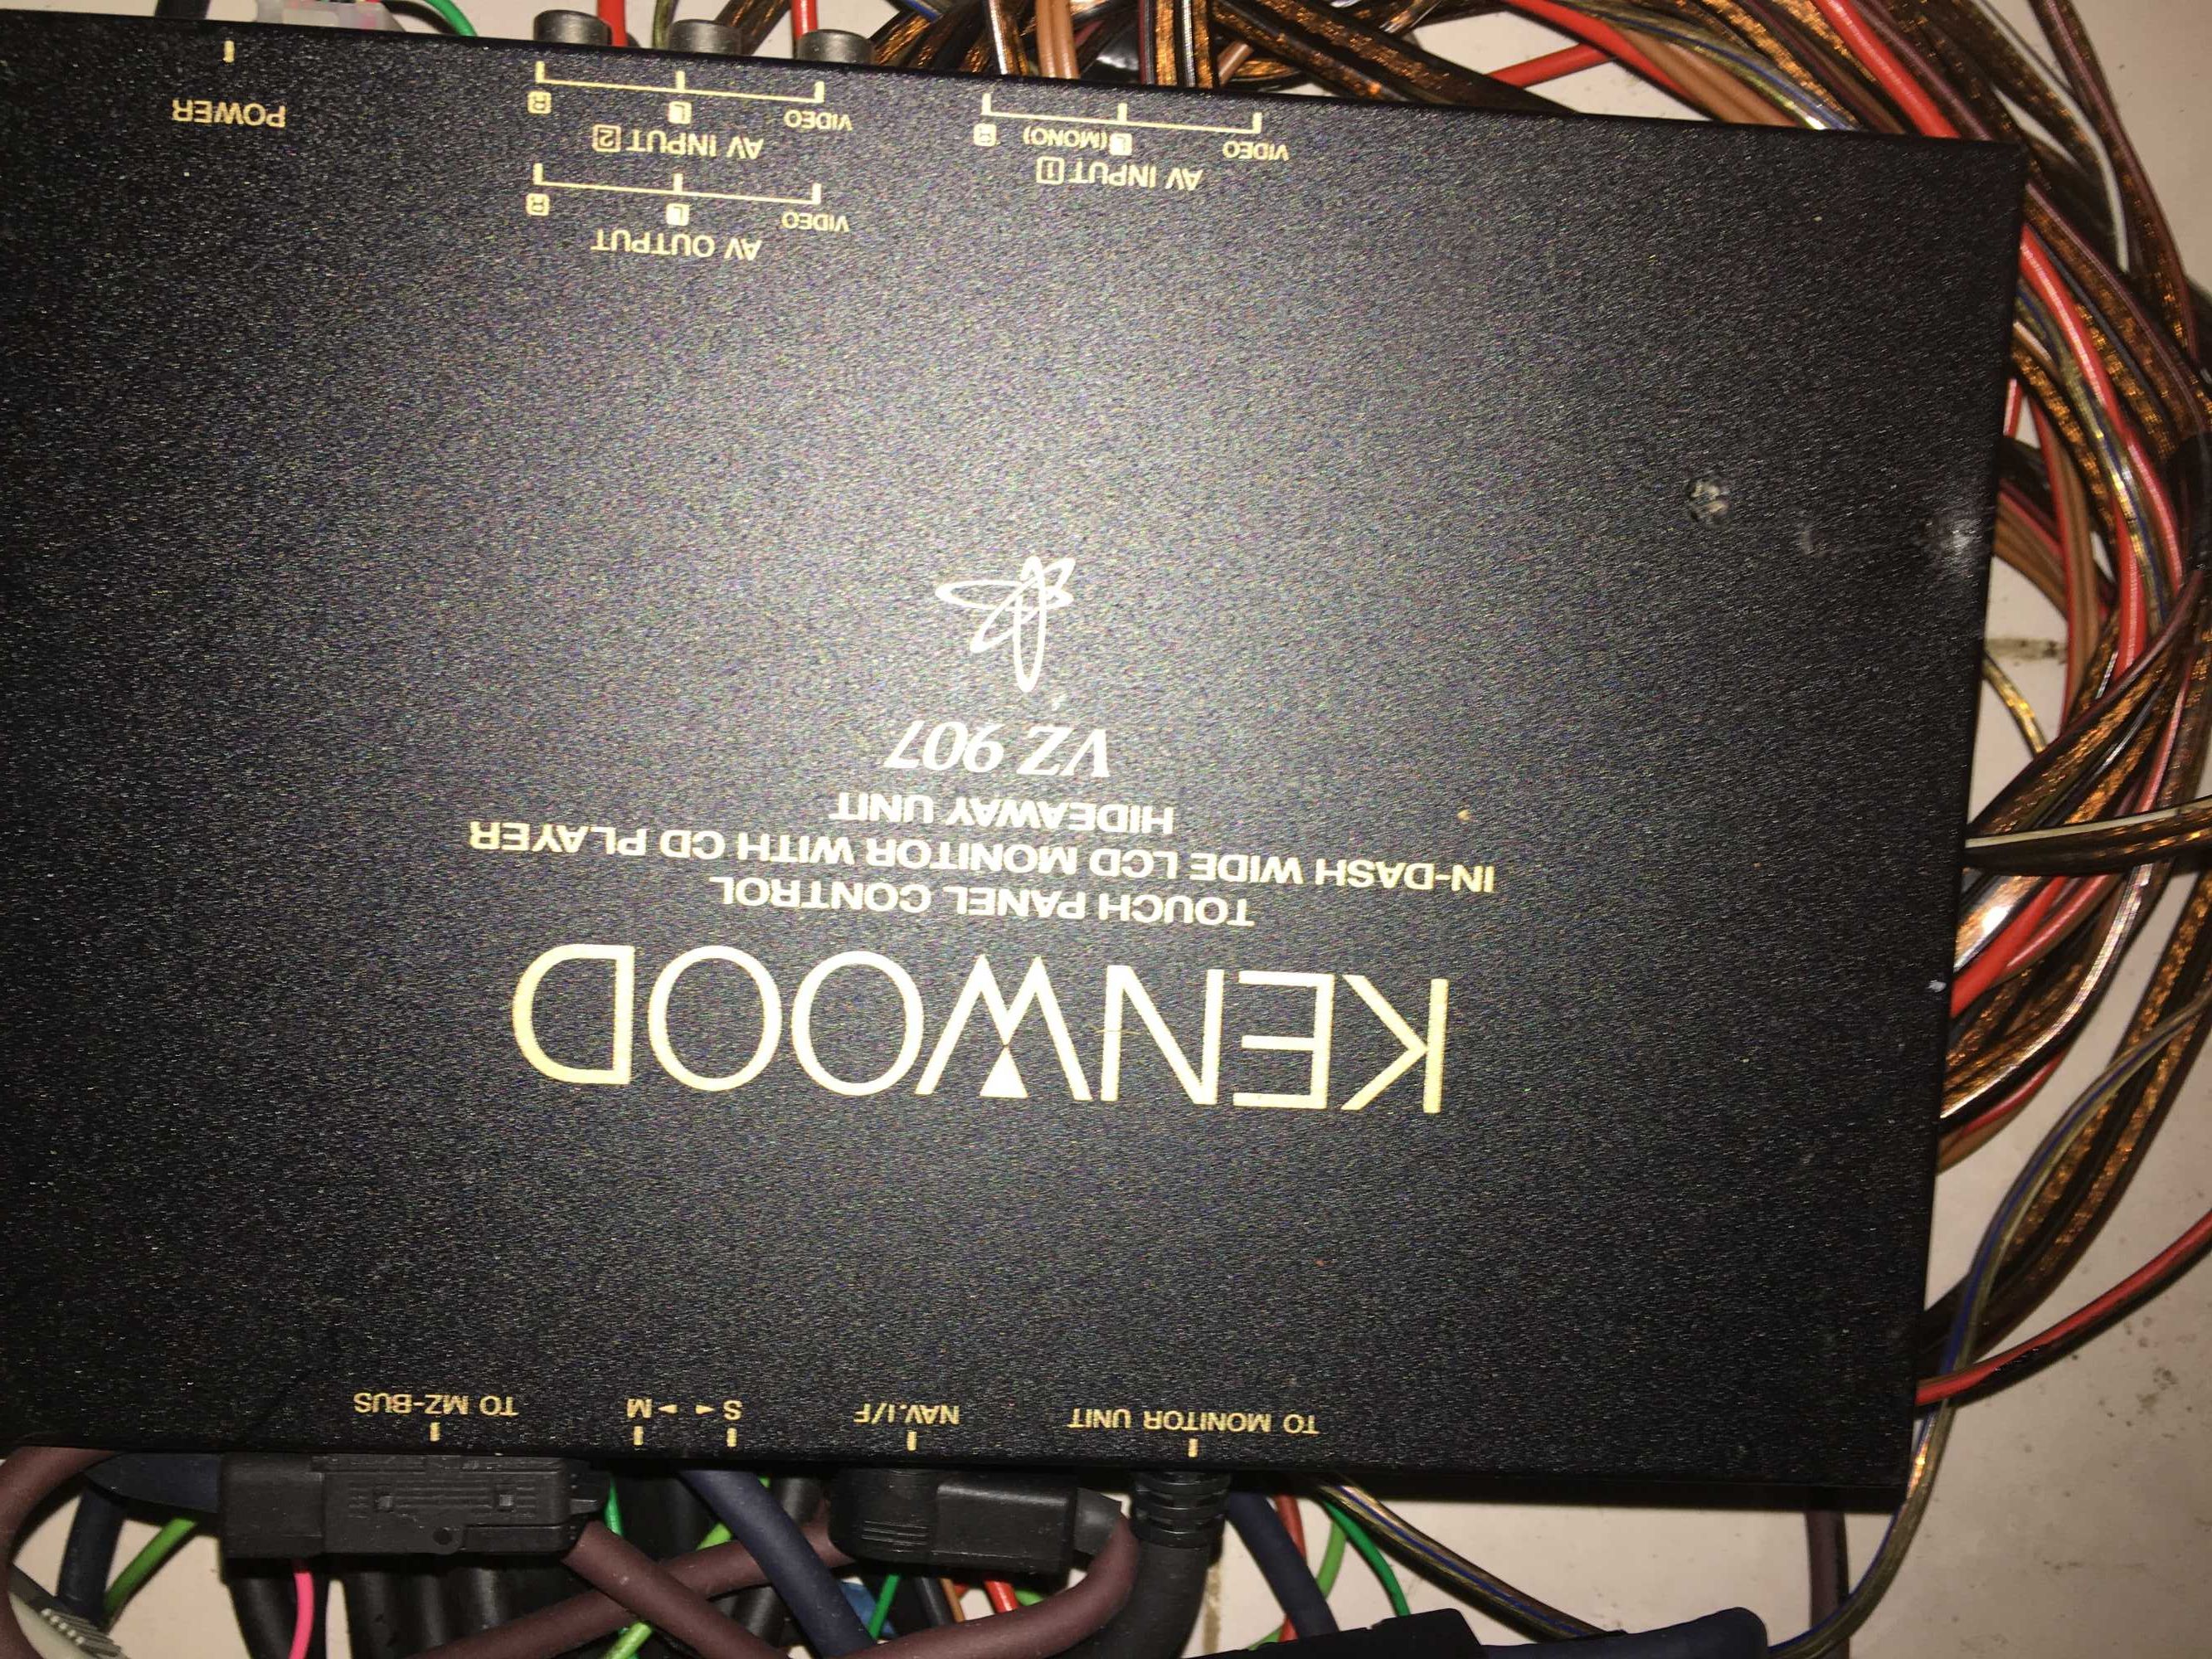 TO MONITOR UNIT
NAV.I/F
S ◄ ► M
TO MZ-BUS
KENWOOD
TOUCH PANEL CONTROL
IN-DASH WIDE LCD MONITOR WITH CD PLAYER
HIDEAWAY UNIT
VZ 907
AV OUTPUT
VIDEO L R
AV INPUT 1
VIDEO L (MONO) R
AV INPUT 2
VIDEO L R
POWER